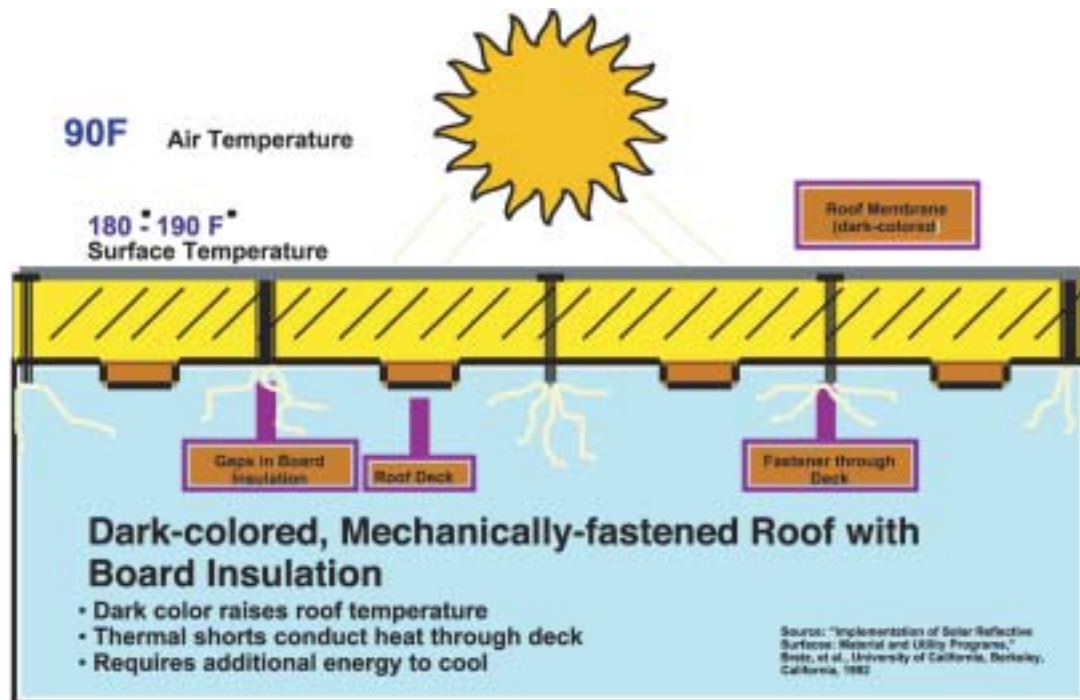 90F
Air Temperature
180° - 190 F°
Surface Temperature
Roof Membrane
(dark-colored)
Gaps in Board
Insulation
Roof Deck
Fastener through
Deck
Dark-colored, Mechanically-fastened Roof with
Board Insulation
• Dark color raises roof temperature
• Thermal shorts conduct heat through deck
• Requires additional energy to cool
Source: "Implementation of Solar Reflective
Surfaces: Material and Utility Programs,"
et al., University of California, Berkeley,
California, 1992